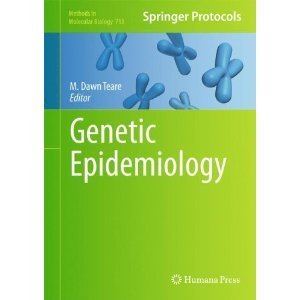 Methods in
Molecular Biology 713
Springer Protocols
M. Dawn Teare
Editor
Genetic
Epidemiology
Humana Press